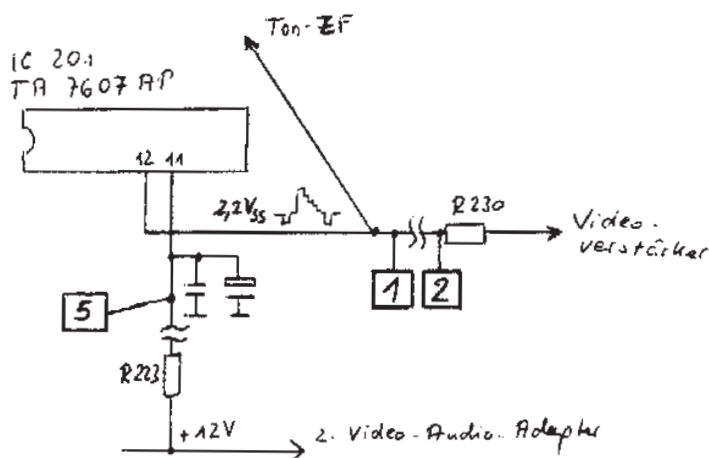 Ton-ZF
IC 201
TA 7607 AP
12 11
2,2Vss
R230
Video-
verstärker
1 2
5
R223
+12V
z. Video-Audio-Adapter